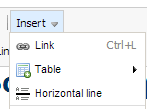 Insert
Link Ctrl+L
Table
Horizontal line